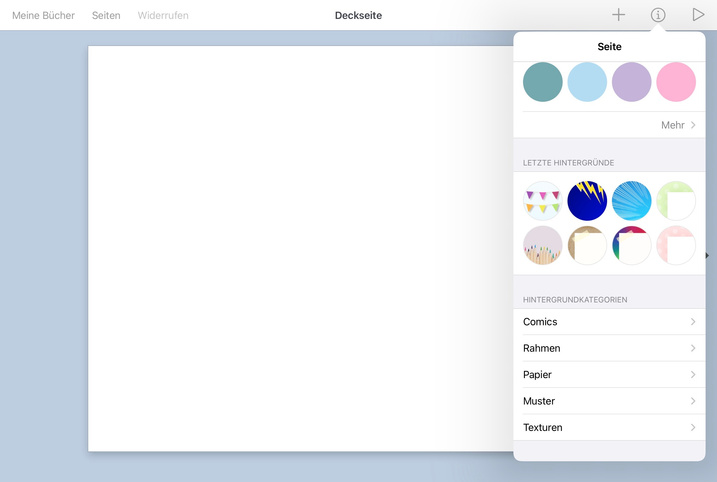 Meine Bücher Seiten Widerrufen Deckseite
Seite
Mehr
LETZTE HINTERGRÜNDE
HINTERGRUNDKATEGORIEN
Comics
Rahmen
Papier
Muster
Texturen